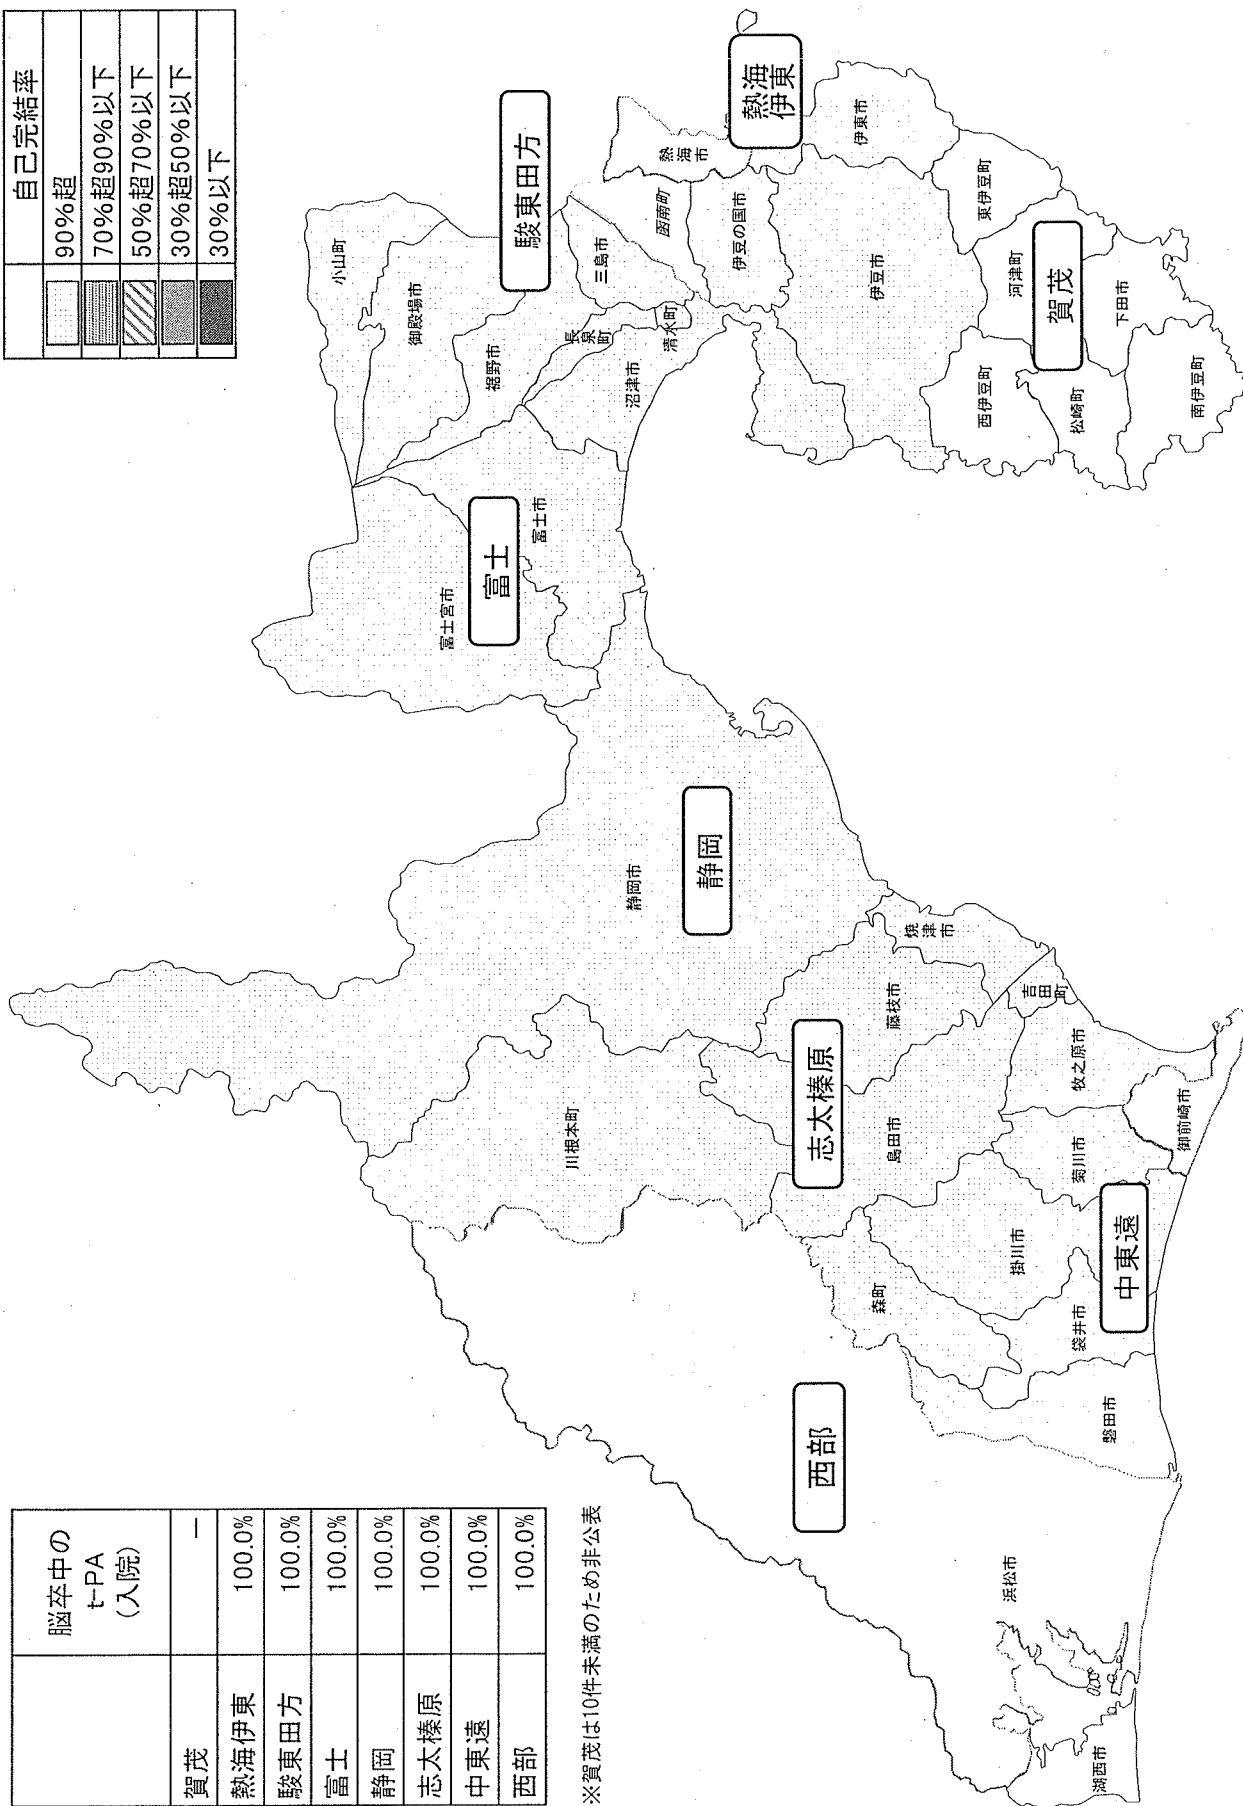 脳卒中の
t-PA
(入院)
賀茂 ―
熱海伊東 100.0%
駿東田方 100.0%
富士 100.0%
静岡 100.0%
志太榛原 100.0%
中東遠 100.0%
西部 100.0%
※賀茂は10件未満のため非公表
自己完結率
90%超
70%超90%以下
50%超70%以下
30%超50%以下
30%以下
小山町
御殿場市
裾野市
長泉町
三島市
清水町
沼津市
函南町
駿東田方
熱海市
熱海
伊東
伊東市
伊豆の国市
伊豆市
東伊豆町
河津町
賀茂
西伊豆町
松崎町
下田市
南伊豆町
富士宮市
富士
富士市
静岡市
静岡
川根本町
志太榛原
藤枝市
焼津市
島田市
吉田町
牧之原市
御前崎市
菊川市
掛川市
森町
中東遠
袋井市
磐田市
西部
浜松市
湖西市